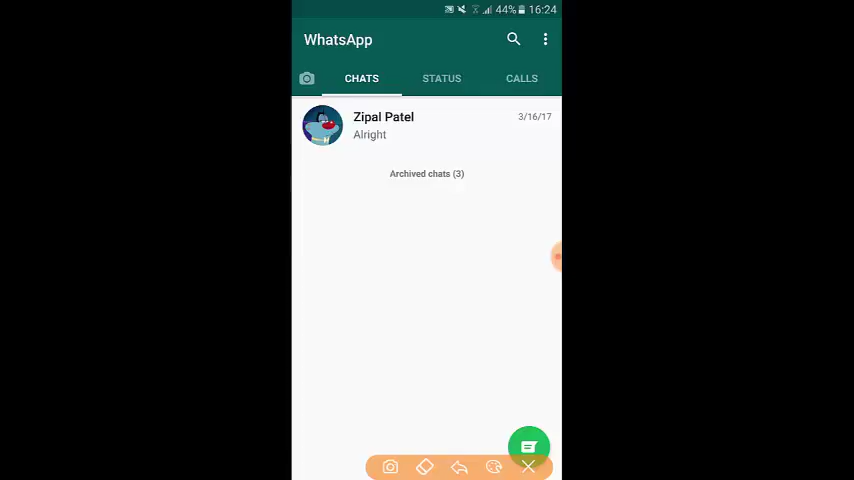 44% 16:24
WhatsApp
CHATS STATUS CALLS
Zipal Patel 3/16/17
Alright
Archived chats (3)